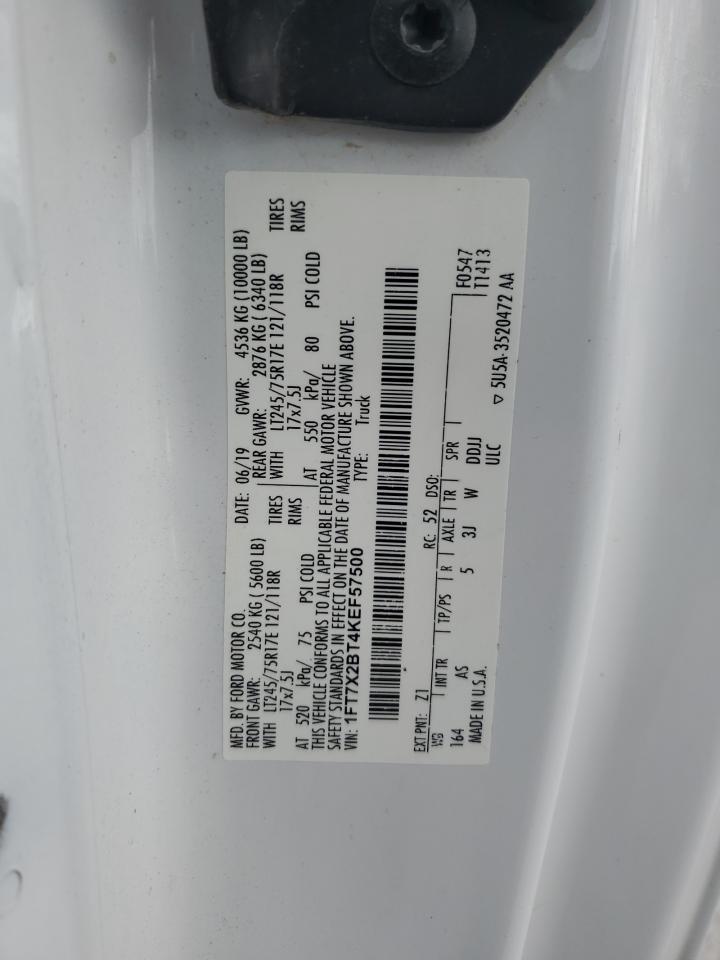 MFD. BY FORD MOTOR CO.
DATE: 06/19 GVWR: 4536 KG (10000 LB)
FRONT GAWR: 2540 KG ( 5600 LB) REAR GAWR: 2876 KG ( 6340 LB)
WITH LT245/75R17E 121/118R TIRES WITH LT245/75R17E 121/118R TIRES
17x7.5J RIMS 17x7.5J RIMS
AT 520 kPa/ 75 PSI COLD AT 550 kPa/ 80 PSI COLD
THIS VEHICLE CONFORMS TO ALL APPLICABLE FEDERAL MOTOR VEHICLE
SAFETY STANDARDS IN EFFECT ON THE DATE OF MANUFACTURE SHOWN ABOVE.
VIN: 1FT7X2BT4KEF57500 TYPE: Truck
EXT PNT: Z1 RC: 52 DSO: F0547
WB INT TR TP/PS R AXLE TR SPR T1413
164 AS 5 3J W DDJJ
ULC
MADE IN U.S.A. 5U5A-3520472 AA